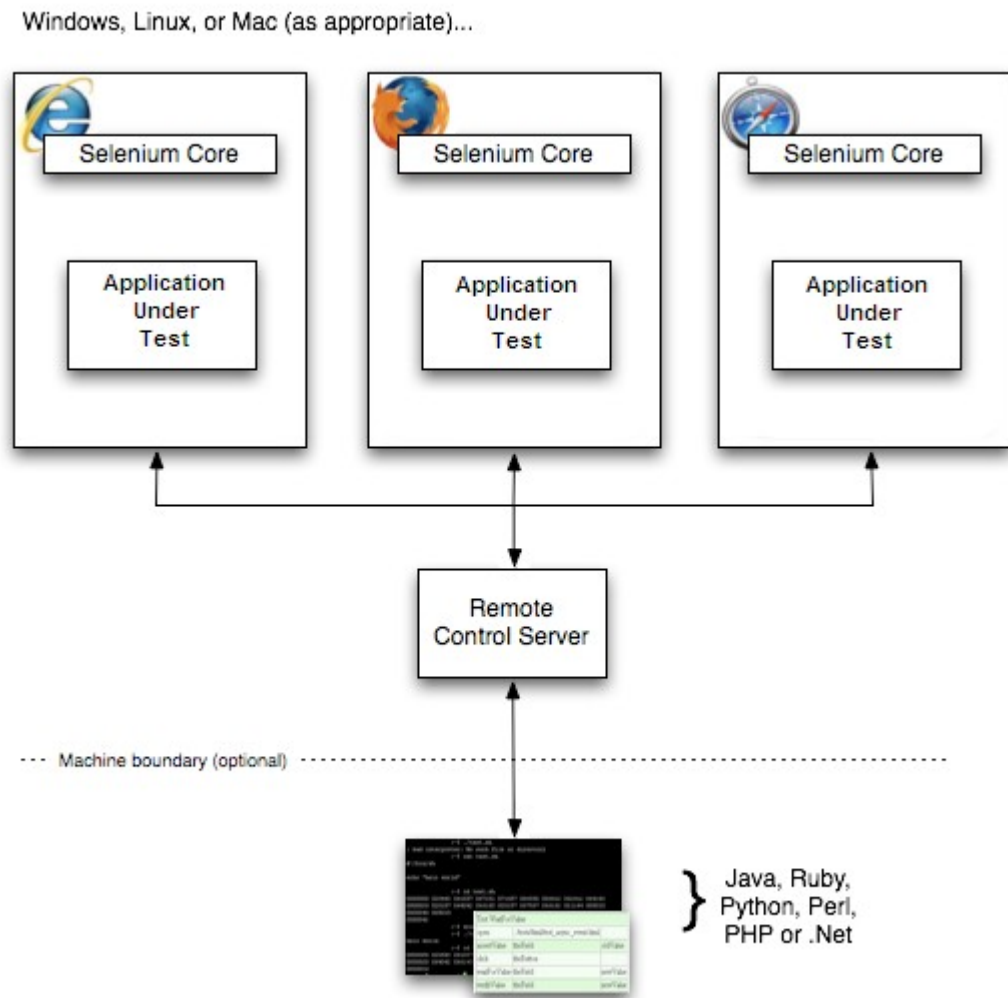 Windows, Linux, or Mac (as appropriate)...
Selenium Core
Application
Under
Test
Selenium Core
Application
Under
Test
Selenium Core
Application
Under
Test
Remote
Control Server
Machine boundary (optional)
Java, Ruby,
Python, Perl,
PHP or .Net